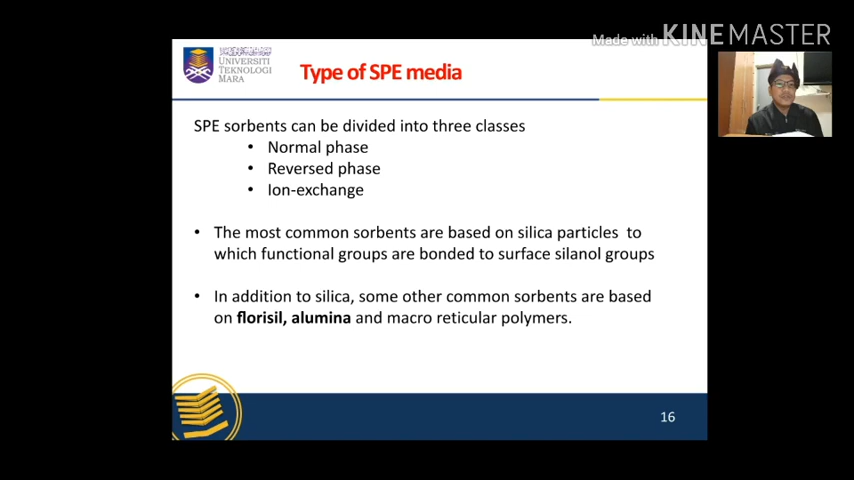 Made with KINEMASTER
UNIVERSITI
TEKNOLOGI
MARA
Type of SPE media
SPE sorbents can be divided into three classes
• Normal phase
• Reversed phase
• Ion-exchange
• The most common sorbents are based on silica particles to
which functional groups are bonded to surface silanol groups
• In addition to silica, some other common sorbents are based
on florisil, alumina and macro reticular polymers.
16